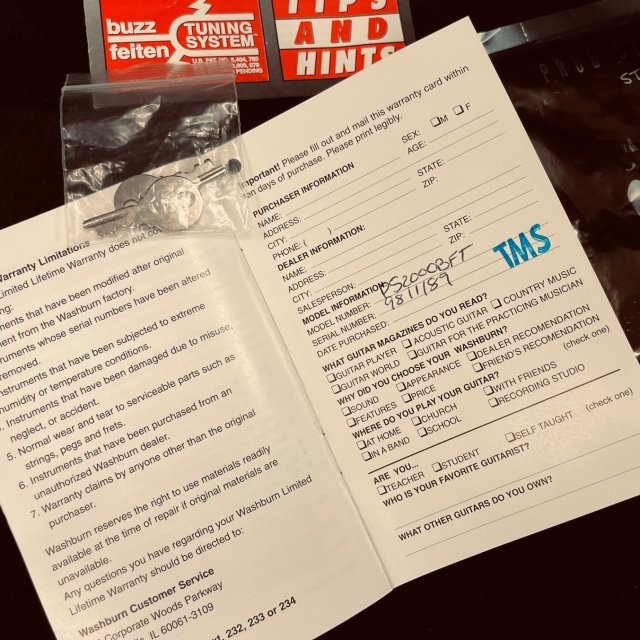 buzz
feiten
TUNING
SYSTEM
TIPS
AND
HINTS
PENDING
Warranty Limitations
Limited Lifetime Warranty does not
ments that have been modified after original
ent from the Washburn factory.
struments whose serial numbers have been altered
removed.
Instruments that have been subjected to extreme
humidity or temperature conditions.
Instruments that have been damaged due to misuse,
neglect, or accident.
5. Normal wear and tear to serviceable parts such as
strings, pegs and frets.
6. Instruments that have been purchased from an
unauthorized Washburn dealer.
7. Warranty claims by anyone other than the original
purchaser.
Washburn reserves the right to use materials readily
available at the time of repair if original materials are
unavailable.
Any questions you have regarding your Washburn Limited
Lifetime Warranty should be directed to:
Washburn Customer Service
Corporate Woods Parkway
IL 60061-3109
232, 233 or 234
Important! Please fill out and mail this warranty card within
ten days of purchase. Please print legibly.
PURCHASER INFORMATION
SEX: ❏M ❏F
NAME:
AGE:
ADDRESS:
CITY:
STATE:
PHONE: ( )
ZIP:
DEALER INFORMATION:
NAME:
ADDRESS:
CITY:
STATE:
SALESPERSON:
ZIP:
MODEL INFORMATION
MODEL NUMBER: DS2000BFT
SERIAL NUMBER: 9811189
DATE PURCHASED:
TMS
WHAT GUITAR MAGAZINES DO YOU READ?
❏GUITAR PLAYER ❏ACOUSTIC GUITAR ❏COUNTRY MUSIC
❏GUITAR WORLD ❏GUITAR FOR THE PRACTICING MUSICIAN
WHY DID YOU CHOOSE YOUR WASHBURN?
❏SOUND ❏APPEARANCE ❏DEALER RECOMENDATION
❏FEATURES ❏PRICE ❏FRIEND'S RECOMENDATION
WHERE DO YOU PLAY YOUR GUITAR? (check one)
❏AT HOME ❏CHURCH ❏WITH FRIENDS
❏IN A BAND ❏SCHOOL ❏RECORDING STUDIO
ARE YOU... (check one)
❏TEACHER ❏STUDENT ❏SELF TAUGHT
WHO IS YOUR FAVORITE GUITARIST?
WHAT OTHER GUITARS DO YOU OWN?